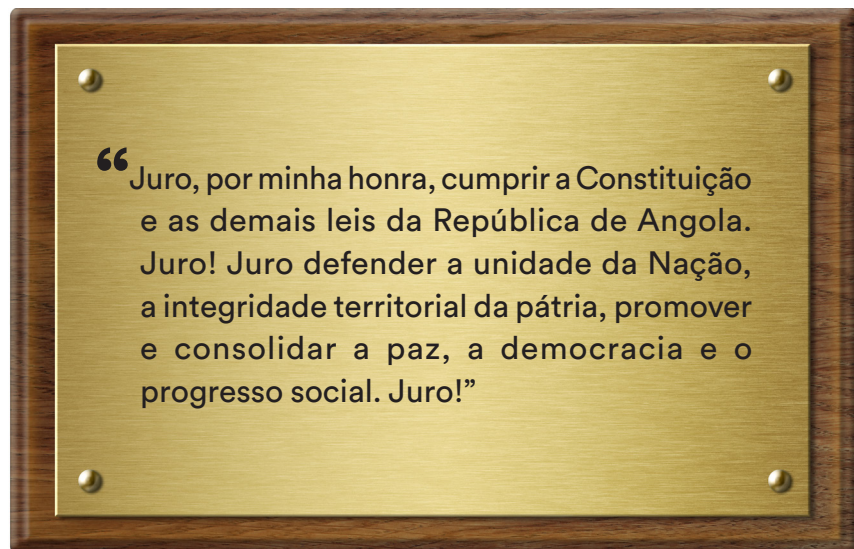 “Juro, por minha honra, cumprir a Constituição
e as demais leis da República de Angola.
Juro! Juro defender a unidade da Nação,
a integridade territorial da pátria, promover
e consolidar a paz, a democracia e o
progresso social. Juro!”